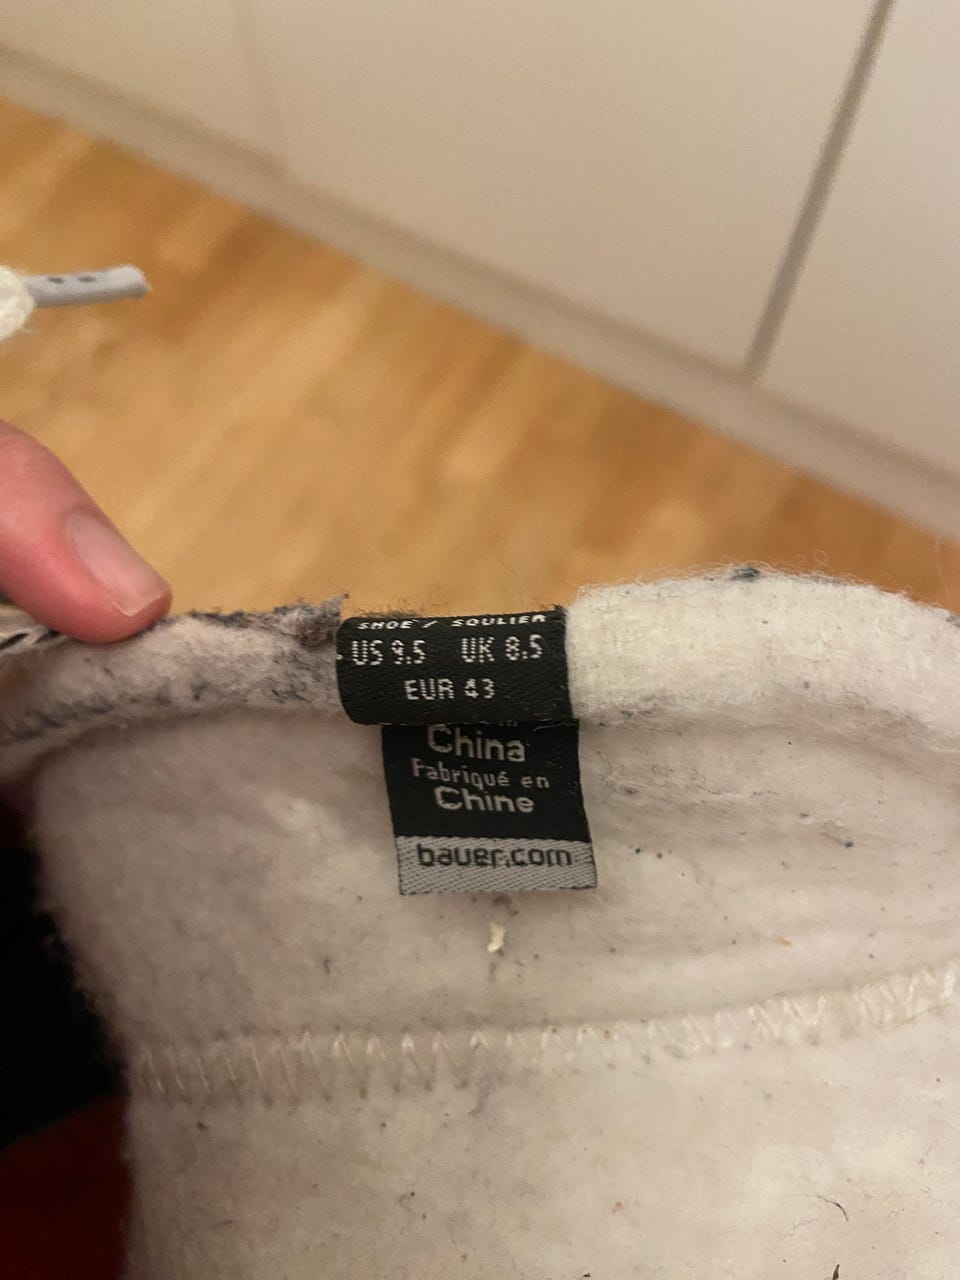 SHOE / SOULIER
US 9.5 UK 8.5
EUR 43
China
Fabriqué en
Chine
bauer.com